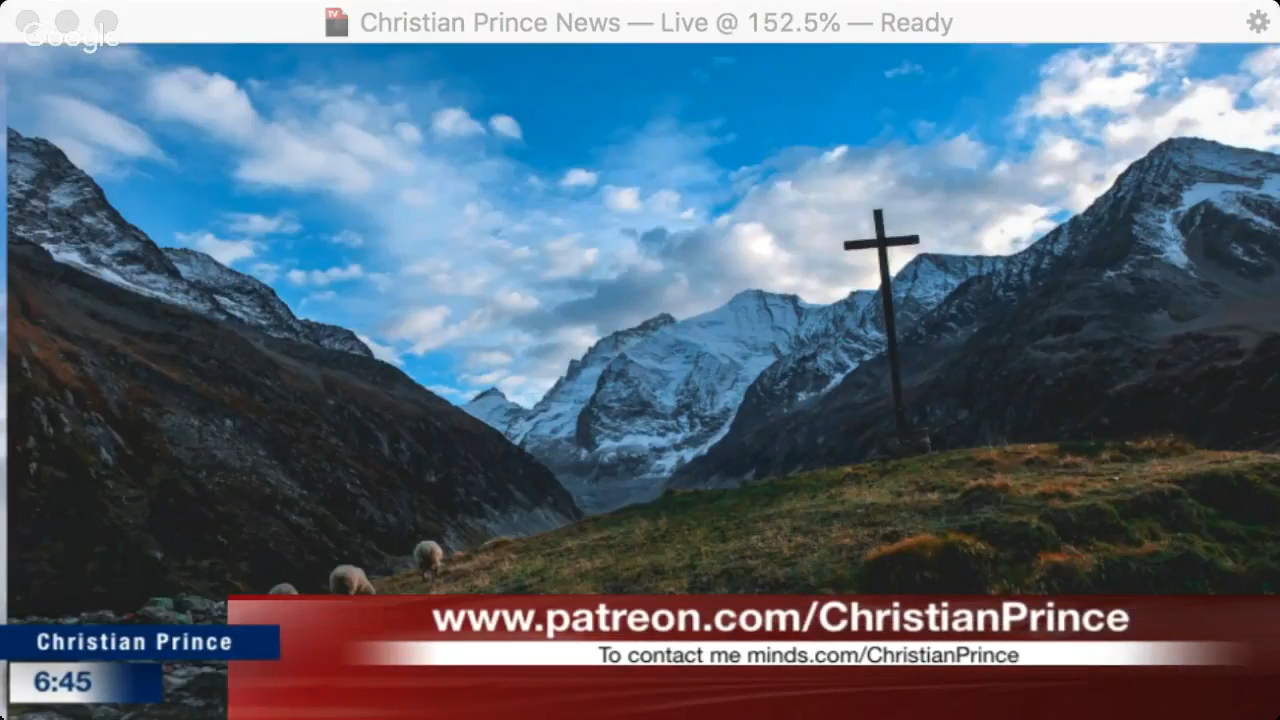 Christian Prince News — Live @ 152.5% — Ready
Google
www.patreon.com/ChristianPrince
Christian Prince
To contact me minds.com/ChristianPrince
6:45